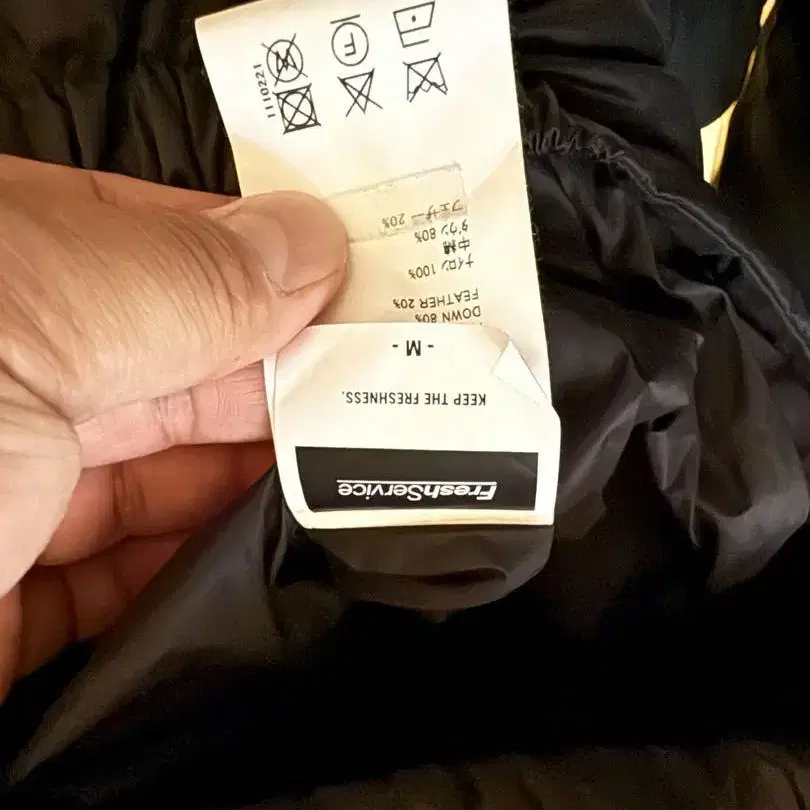 FreshService
KEEP THE FRESHNESS.
- M -
DOWN 80%
FEATHER 20%
ナイロン 100%
中綿
ダウン 80%
フェザー 20%
1110221
F
W